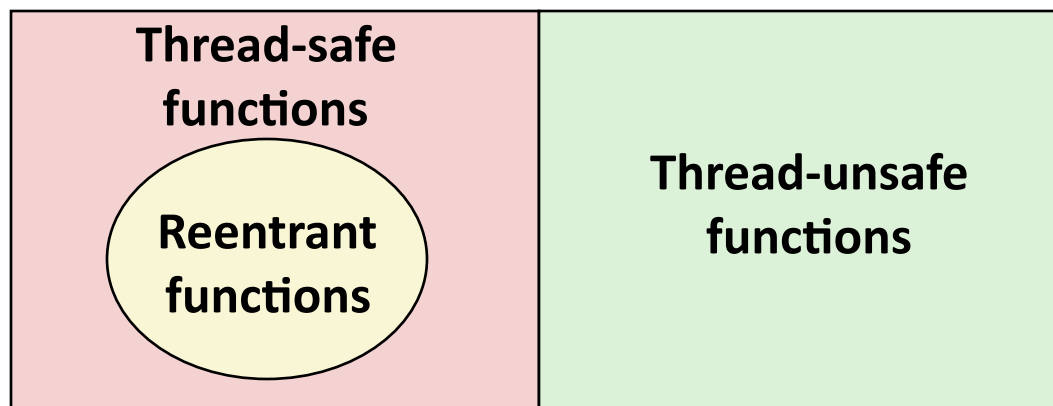 Thread-safe
functions
Reentrant
functions
Thread-unsafe
functions